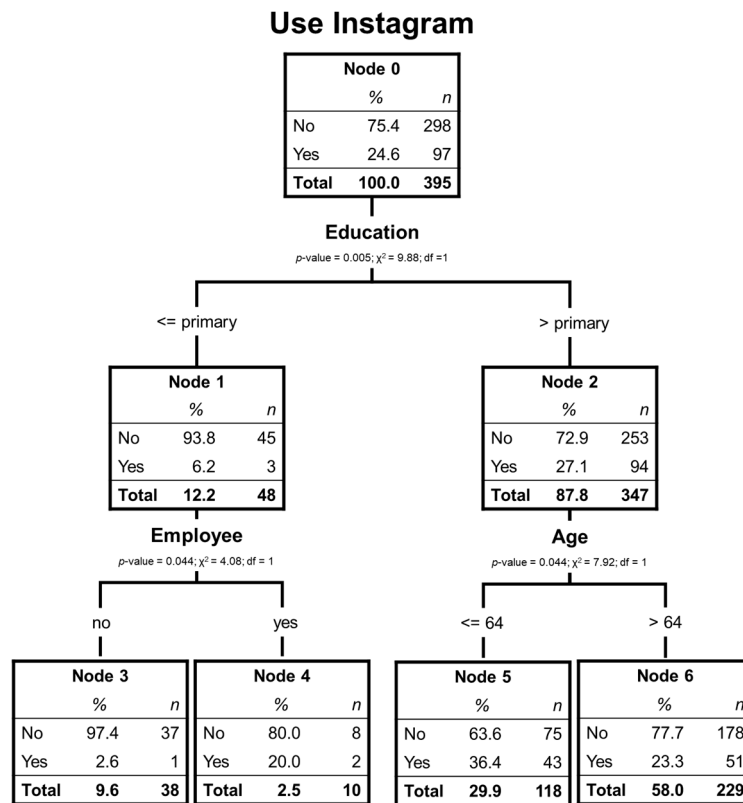 Use Instagram
Node 0
% n
No 75.4 298
Yes 24.6 97
Total 100.0 395
Education
p-value = 0.005; χ² = 9.88; df =1
<= primary
> primary
Node 1
% n
No 93.8 45
Yes 6.2 3
Total 12.2 48
Node 2
% n
No 72.9 253
Yes 27.1 94
Total 87.8 347
Employee
p-value = 0.044; χ² = 4.08; df = 1
Age
p-value = 0.044; χ² = 7.92; df = 1
no
yes
<= 64
> 64
Node 3
% n
No 97.4 37
Yes 2.6 1
Total 9.6 38
Node 4
% n
No 80.0 8
Yes 20.0 2
Total 2.5 10
Node 5
% n
No 63.6 75
Yes 36.4 43
Total 29.9 118
Node 6
% n
No 77.7 178
Yes 23.3 51
Total 58.0 229